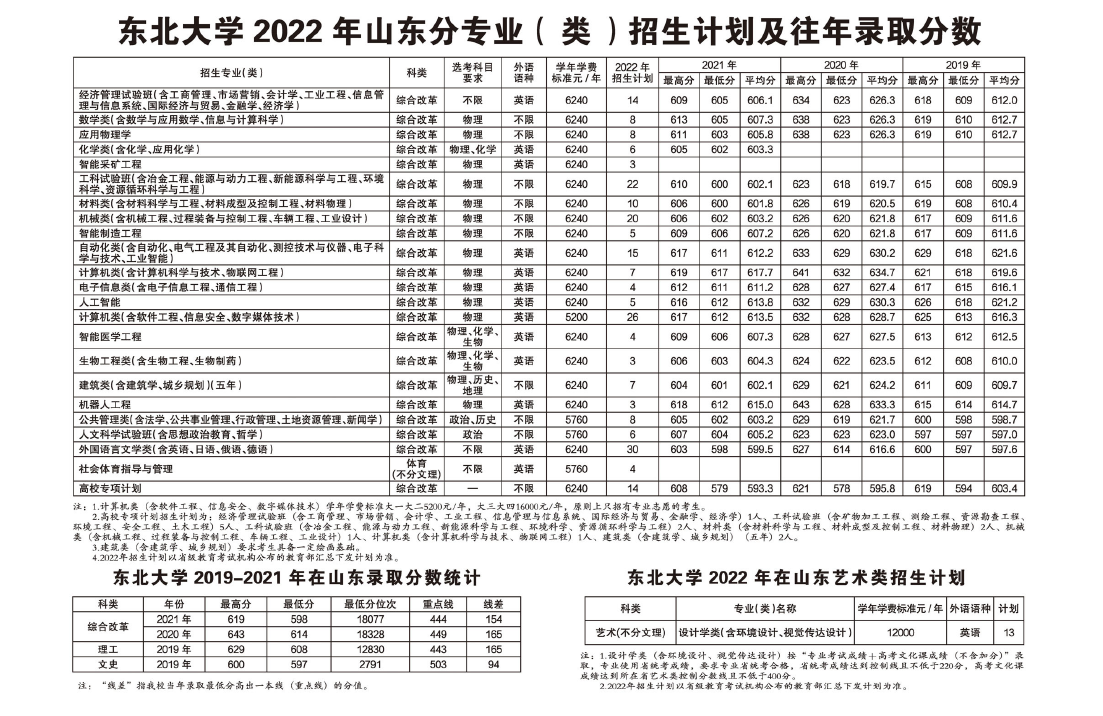 东北大学 2022 年山东分专业（ 类 ）招生计划及往年录取分数
招生专业(类) 科类 选考科目要求 外语语种 学年学费标准元/年 2022年招生计划 2021年 2020年 2019年
最高分 最低分 平均分 最高分 最低分 平均分 最高分 最低分 平均分
经济管理试验班(含工商管理、市场营销、会计学、工业工程、信息管
理与信息系统、国际经济与贸易、金融学、经济学) 综合改革 不限 英语 6240 14 609 605 606.1 634 623 626.3 618 609 612.0
数学类(含数学与应用数学、信息与计算科学) 综合改革 物理 不限 6240 8 613 605 607.3 638 623 626.3 619 610 612.7
应用物理学 综合改革 物理 不限 6240 8 611 603 605.8 638 623 626.3 619 610 612.7
化学类(含化学、应用化学) 综合改革 物理、化学 英语 6240 6 605 602 603.3
智能采矿工程 综合改革 物理 英语 6240 3
工科试验班(含冶金工程、能源与动力工程、新能源科学与工程、环境
科学、资源循环科学与工程) 综合改革 物理 不限 6240 22 610 600 602.1 623 618 619.7 615 608 609.9
材料类(含材料科学与工程、材料成型及控制工程、材料物理) 综合改革 物理 不限 6240 10 606 600 601.8 626 619 620.5 619 608 610.4
机械类(含机械工程、过程装备与控制工程、车辆工程、工业设计) 综合改革 物理 不限 6240 20 606 602 603.2 626 620 621.8 617 609 611.6
智能制造工程 综合改革 物理 不限 6240 5 609 606 607.2 626 620 621.8 617 609 611.6
自动化类(含自动化、电气工程及其自动化、测控技术与仪器、电子科
学与技术、工业智能) 综合改革 物理 英语 6240 15 617 611 612.2 633 629 630.2 629 618 621.6
计算机类(含计算机科学与技术、物联网工程) 综合改革 物理 英语 6240 7 619 617 617.7 641 632 634.7 621 618 619.6
电子信息类(含电子信息工程、通信工程) 综合改革 物理 英语 6240 4 612 611 611.2 628 627 627.4 617 615 616.1
人工智能 综合改革 物理 英语 6240 5 616 612 613.8 632 629 630.3 626 618 621.2
计算机类(含软件工程、信息安全、数字媒体技术) 综合改革 物理 英语 5200 26 617 612 613.5 632 628 628.7 625 613 616.3
智能医学工程 综合改革 物理、化学、生物 英语 6240 4 609 606 607.3 628 627 627.5 613 612 612.5
生物工程类(含生物工程、生物制药) 综合改革 物理、化学、生物 英语 6240 3 606 603 604.3 624 622 623.5 612 608 610.0
建筑类(含建筑学、城乡规划)(五年) 综合改革 物理、历史、地理 不限 6240 7 604 601 602.1 629 621 624.2 611 609 609.7
机器人工程 综合改革 物理 英语 6240 3 618 612 615.0 643 628 633.3 615 614 614.7
公共管理类(含法学、公共事业管理、行政管理、土地资源管理、新闻学) 综合改革 政治、历史 不限 5760 8 605 602 603.2 629 619 621.7 600 598 598.7
人文科学试验班(含思想政治教育、哲学) 综合改革 政治 不限 5760 6 607 604 605.2 623 623 623.0 597 597 597.0
外国语言文学类(含英语、日语、俄语、德语) 综合改革 不限 英语 6240 30 603 598 599.5 627 614 616.6 600 597 597.6
社会体育指导与管理 体育(不分文理) 不限 英语 5760 4
高校专项计划 综合改革 — 不限 6240 14 608 579 593.3 621 578 595.8 619 594 603.4
注：1.计算机类（含软件工程、信息安全、数字媒体技术）学年学费标准大一大二5200元/年，大三大四16000元/年，原则上只招有专业志愿的考生。
2.高校专项计划招生计划为：经济管理试验班（含工商管理、市场营销、会计学、工业工程、信息管理与信息系统、国际经济与贸易、金融学、经济学）1人、工科试验班（含矿物加工工程、测绘工程、资源勘查工程、
环境工程、安全工程、土木工程）5人、工科试验班（含冶金工程、能源与动力工程、新能源科学与工程、环境科学、资源循环科学与工程）2人、材料类（含材料科学与工程、材料成型及控制工程、材料物理）2人、机械
类（含机械工程、过程装备与控制工程、车辆工程、工业设计）1人、计算机类（含计算机科学与技术、物联网工程）1人、建筑类（含建筑学、城乡规划）（五年）2人。
3.建筑类（含建筑学、城乡规划）要求考生具备一定绘画基础。
4.2022年招生计划以省级教育考试机构公布的教育部汇总下发计划为准。
东北大学 2019–2021 年在山东录取分数统计
科类 年份 最高分 最低分 最低分位次 重点线 线差
综合改革 2021 年 619 598 18077 444 154
2020 年 643 614 18328 449 165
理工 2019 年 629 608 12830 443 165
文史 2019 年 600 597 2791 503 94
注：“线差”指我校当年录取最低分高出一本线（重点线）的分值。
东北大学 2022 年在山东艺术类招生计划
科类 专业(类)名称 学年学费标准元/年 外语语种 计划
艺术(不分文理) 设计学类(含环境设计、视觉传达设计) 12000 英语 13
注：1.设计学类（含环境设计、视觉传达设计）按“专业考试成绩＋高考文化课成绩（不含加分）”录
取，专业使用省统考成绩，要求专业省统考合格，省统考成绩达到控制线且不低于220分，高考文化课
成绩达到所在省艺术类控制分数线且不低于400分。
2.2022年招生计划以省级教育考试机构公布的教育部汇总下发计划为准。